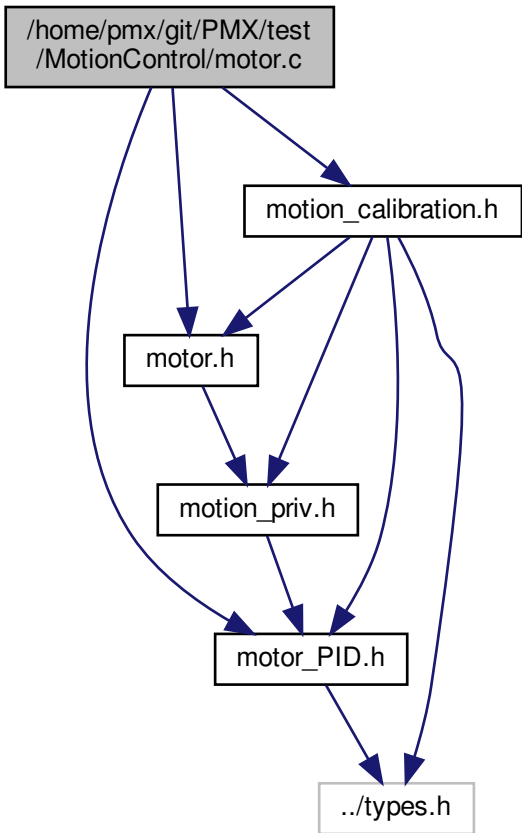 /home/pmx/git/PMX/test
/MotionControl/motor.c
motion_calibration.h
motor.h
motion_priv.h
motor_PID.h
../types.h